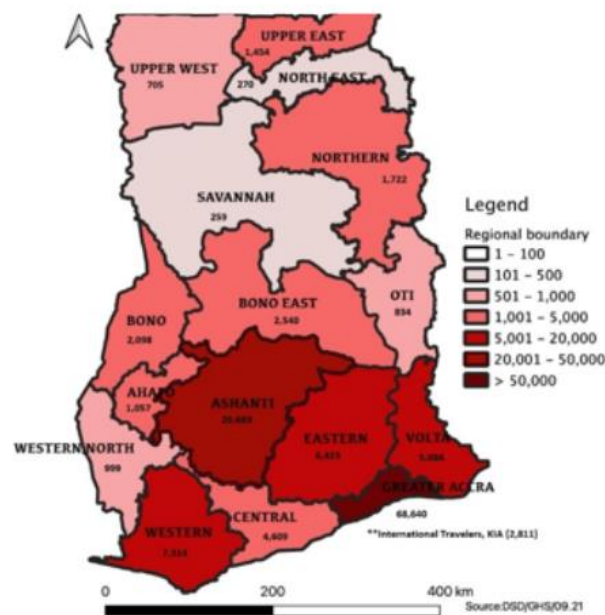 UPPER EAST
1,454
UPPER WEST
705
NORTH EAST
270
NORTHERN
1,722
SAVANNAH
259
Legend
Regional boundary
1 - 100
101 - 500
501 - 1,000
1,001 - 5,000
5,001 - 20,000
20,001 - 50,000
> 50,000
OTI
834
BONO EAST
2,540
BONO
2,098
AHAFO
1,057
ASHANTI
EASTERN
VOLTA
WESTERN NORTH
999
GREATER ACCRA
68,640
CENTRAL
4,609
WESTERN
**International Travelers, KIA (2,811)
0
200
400 km
Source:DSD/GHS/09.21